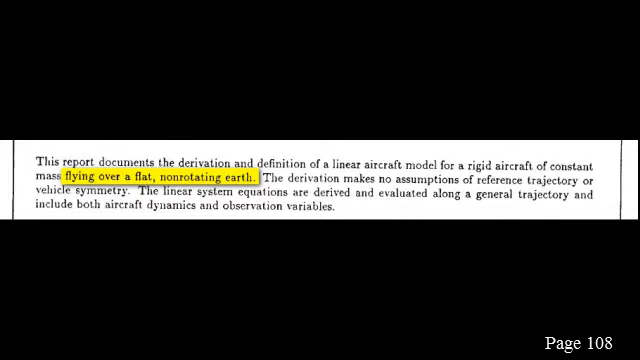 This report documents the derivation and definition of a linear aircraft model for a rigid aircraft of constant
mass flying over a flat, nonrotating earth. The derivation makes no assumptions of reference trajectory or
vehicle symmetry. The linear system equations are derived and evaluated along a general trajectory and
include both aircraft dynamics and observation variables.
Page 108